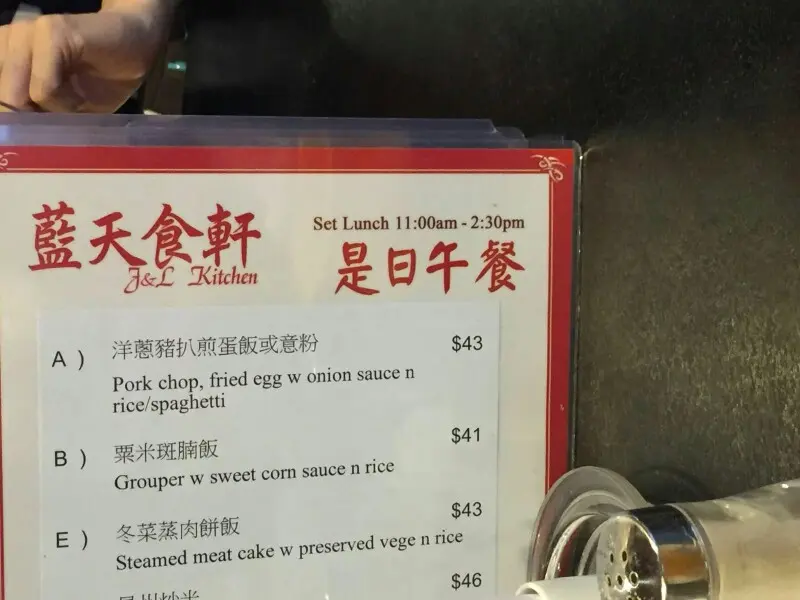 藍天食軒
J&L Kitchen
Set Lunch 11:00am - 2:30pm
是日午餐
A ) 洋蔥豬扒煎蛋飯或意粉 $43
Pork chop, fried egg w onion sauce n
rice/spaghetti
B ) 粟米斑腩飯 $41
Grouper w sweet corn sauce n rice
E ) 冬菜蒸肉餅飯 $43
Steamed meat cake w preserved vege n rice
$46